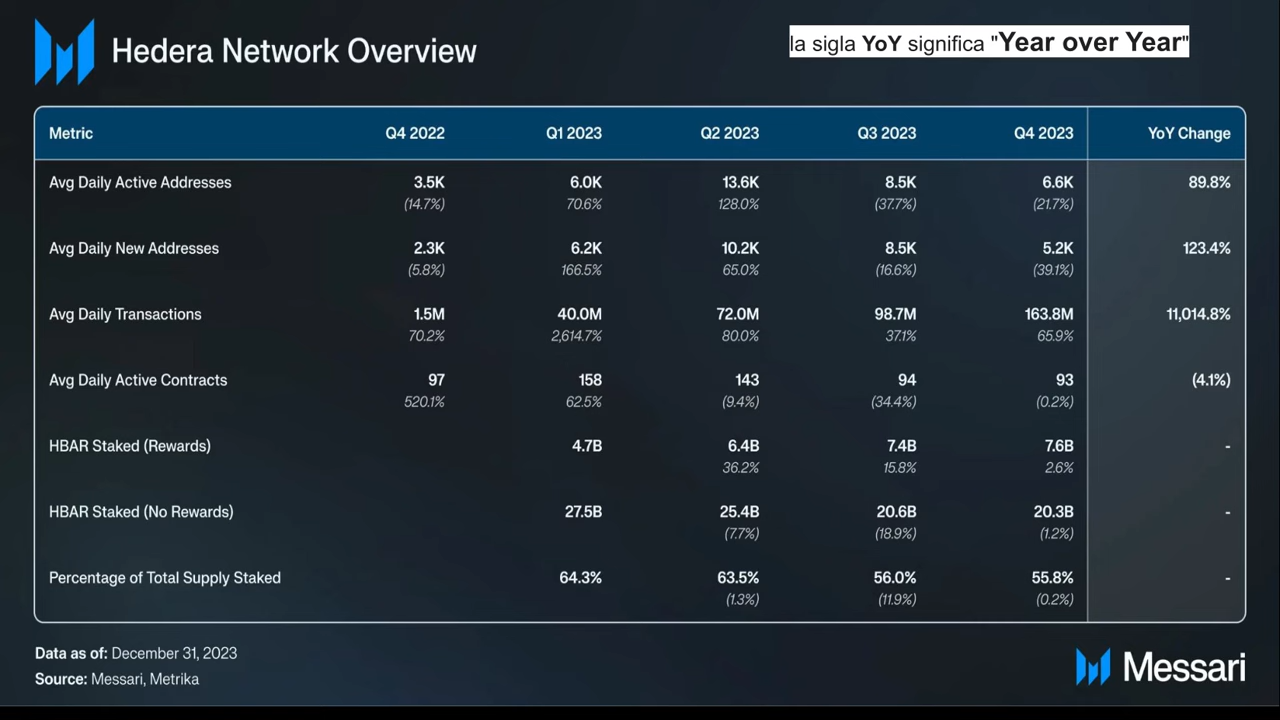 Hedera Network Overview
la sigla YoY significa "Year over Year"
Metric Q4 2022 Q1 2023 Q2 2023 Q3 2023 Q4 2023 YoY Change
Avg Daily Active Addresses 3.5K 6.0K 13.6K 8.5K 6.6K 89.8%
(14.7%) 70.6% 128.0% (37.7%) (21.7%)
Avg Daily New Addresses 2.3K 6.2K 10.2K 8.5K 5.2K 123.4%
(5.8%) 166.5% 65.0% (16.6%) (39.1%)
Avg Daily Transactions 1.5M 40.0M 72.0M 98.7M 163.8M 11,014.8%
70.2% 2,614.7% 80.0% 37.1% 65.9%
Avg Daily Active Contracts 97 158 143 94 93 (4.1%)
520.1% 62.5% (9.4%) (34.4%) (0.2%)
HBAR Staked (Rewards) 4.7B 6.4B 7.4B 7.6B -
36.2% 15.8% 2.6%
HBAR Staked (No Rewards) 27.5B 25.4B 20.6B 20.3B -
(7.7%) (18.9%) (1.2%)
Percentage of Total Supply Staked 64.3% 63.5% 56.0% 55.8% -
(1.3%) (11.9%) (0.2%)
Data as of: December 31, 2023
Source: Messari, Metrika
Messari